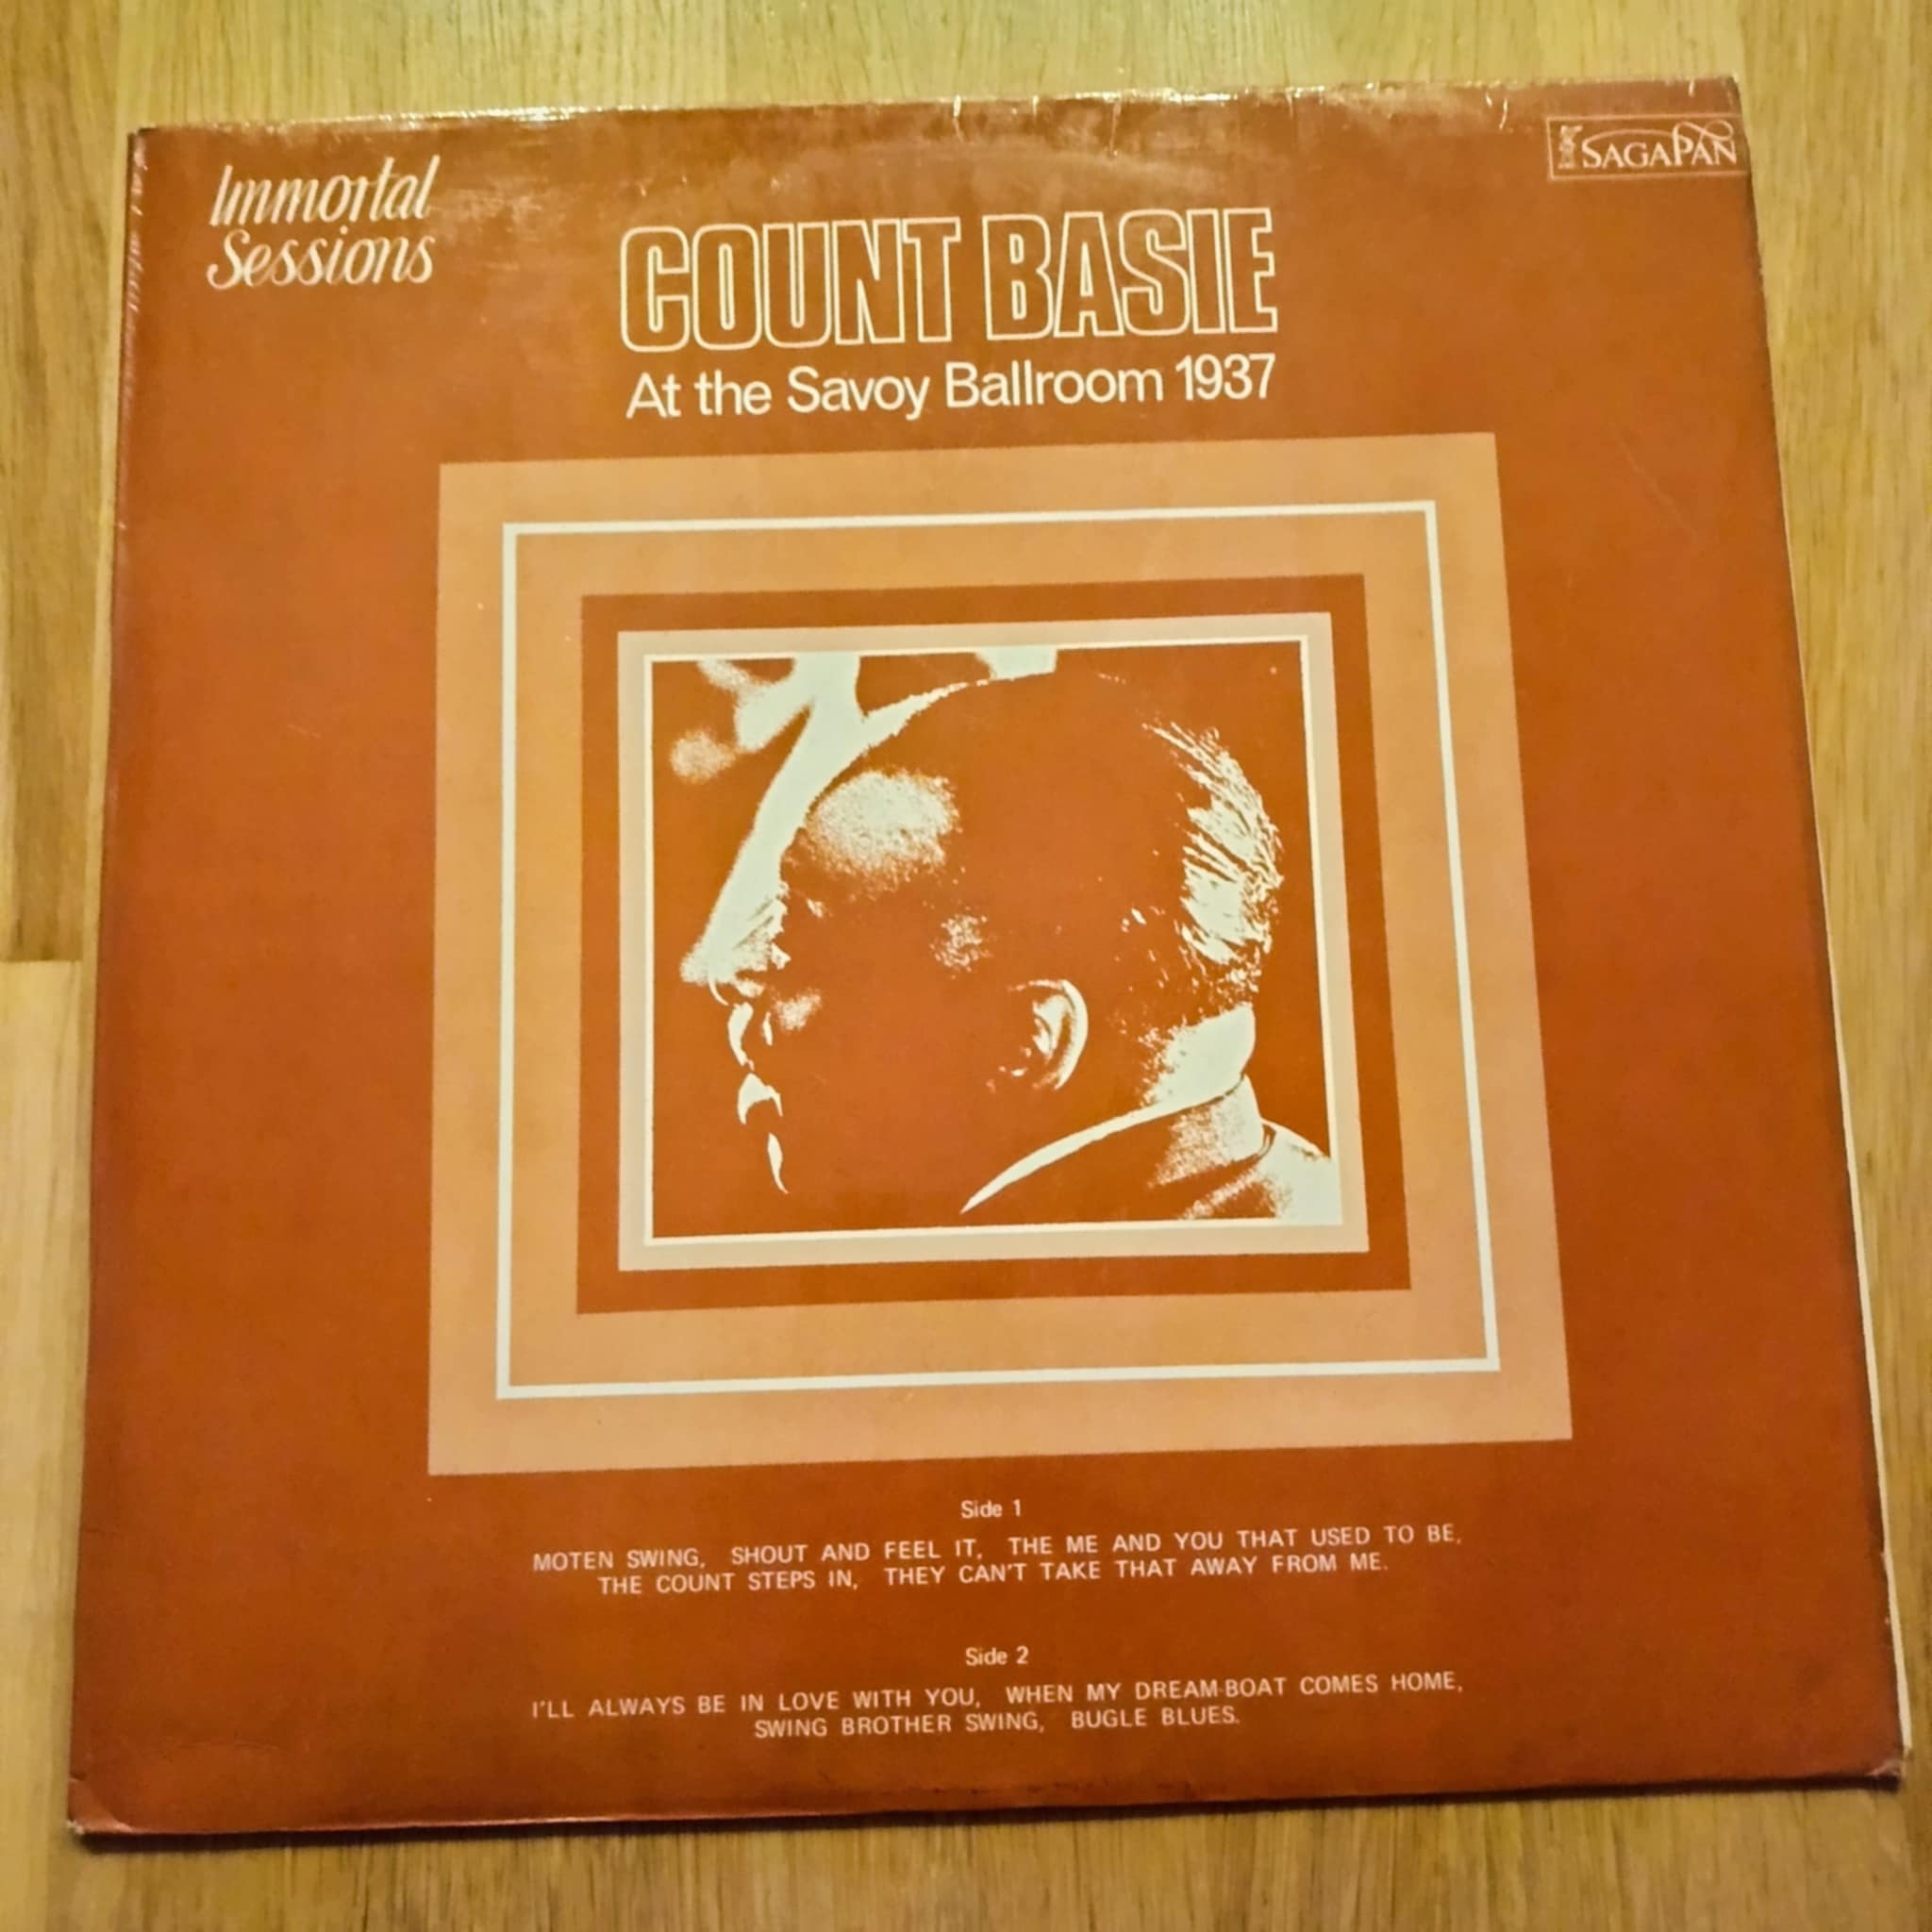 Immortal
Sessions
SAGAPAN
COUNT BASIE
At the Savoy Ballroom 1937
Side 1
MOTEN SWING, SHOUT AND FEEL IT, THE ME AND YOU THAT USED TO BE,
THE COUNT STEPS IN, THEY CAN'T TAKE THAT AWAY FROM ME.
Side 2
I'LL ALWAYS BE IN LOVE WITH YOU, WHEN MY DREAM-BOAT COMES HOME,
SWING BROTHER SWING, BUGLE BLUES.